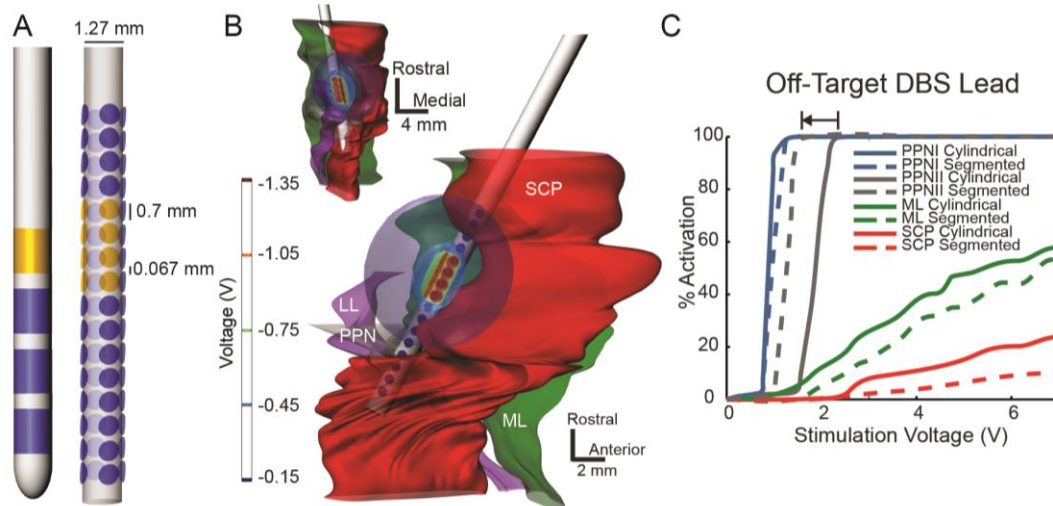 A
1.27 mm
0.7 mm
0.067 mm
B
Rostral
Medial
4 mm
-1.35
-1.05
-0.75
-0.45
-0.15
Voltage (V)
SCP
LL
PPN
ML
Rostral
Anterior
2 mm
C
Off-Target DBS Lead
100
80
60
40
20
0
% Activation
PPNI Cylindrical
PPNI Segmented
PPNII Cylindrical
PPNII Segmented
ML Cylindrical
ML Segmented
SCP Cylindrical
SCP Segmented
0 2 4 6
Stimulation Voltage (V)